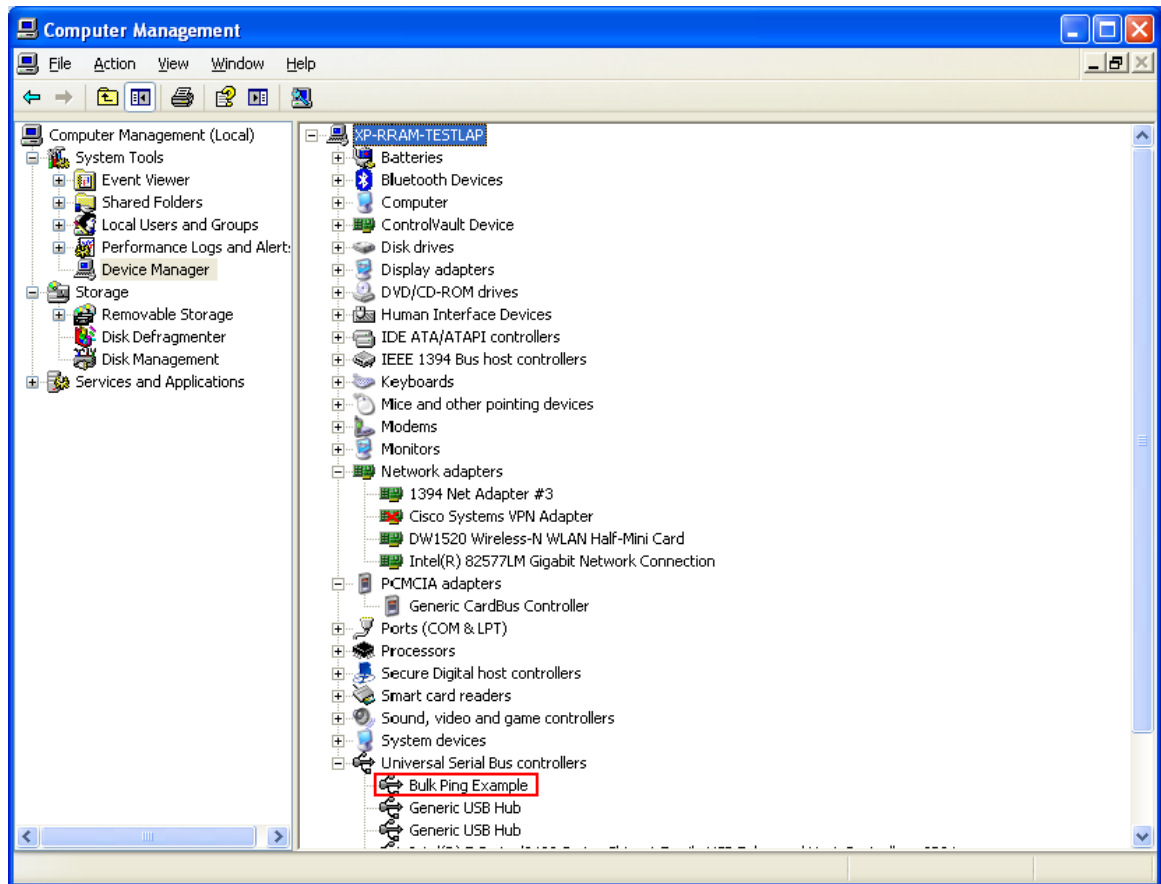 Computer Management
File Action View Window Help
Computer Management (Local)
System Tools
Event Viewer
Shared Folders
Local Users and Groups
Performance Logs and Alert
Device Manager
Storage
Removable Storage
Disk Defragmenter
Disk Management
Services and Applications
XP-RRAM-TESTLAP
Batteries
Bluetooth Devices
Computer
ControlVault Device
Disk drives
Display adapters
DVD/CD-ROM drives
Human Interface Devices
IDE ATA/ATAPI controllers
IEEE 1394 Bus host controllers
Keyboards
Mice and other pointing devices
Modems
Monitors
Network adapters
1394 Net Adapter #3
Cisco Systems VPN Adapter
DW1520 Wireless-N WLAN Half-Mini Card
Intel(R) 82577LM Gigabit Network Connection
PCMCIA adapters
Generic CardBus Controller
Ports (COM & LPT)
Processors
Secure Digital host controllers
Smart card readers
Sound, video and game controllers
System devices
Universal Serial Bus controllers
Bulk Ping Example
Generic USB Hub
Generic USB Hub